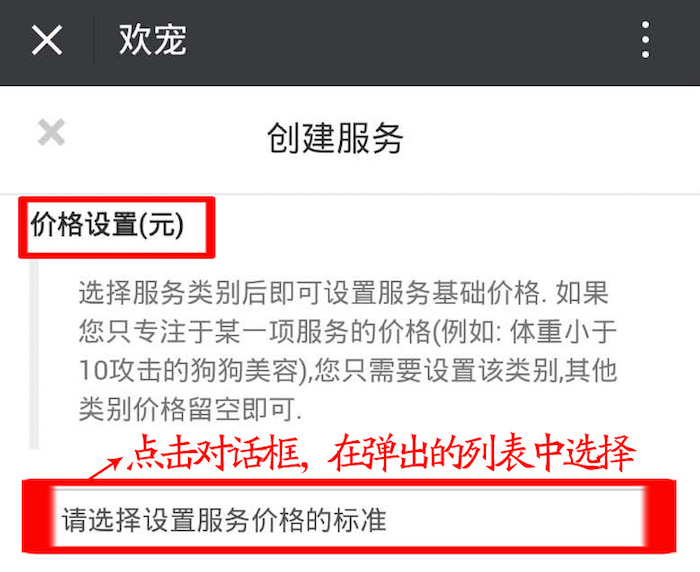 欢宠
创建服务
价格设置(元)
选择服务类别后即可设置服务基础价格. 如果
您只专注于某一项服务的价格(例如: 体重小于
10攻击的狗狗美容),您只需要设置该类别,其他
类别价格留空即可.
点击对话框, 在弹出的列表中选择
请选择设置服务价格的标准